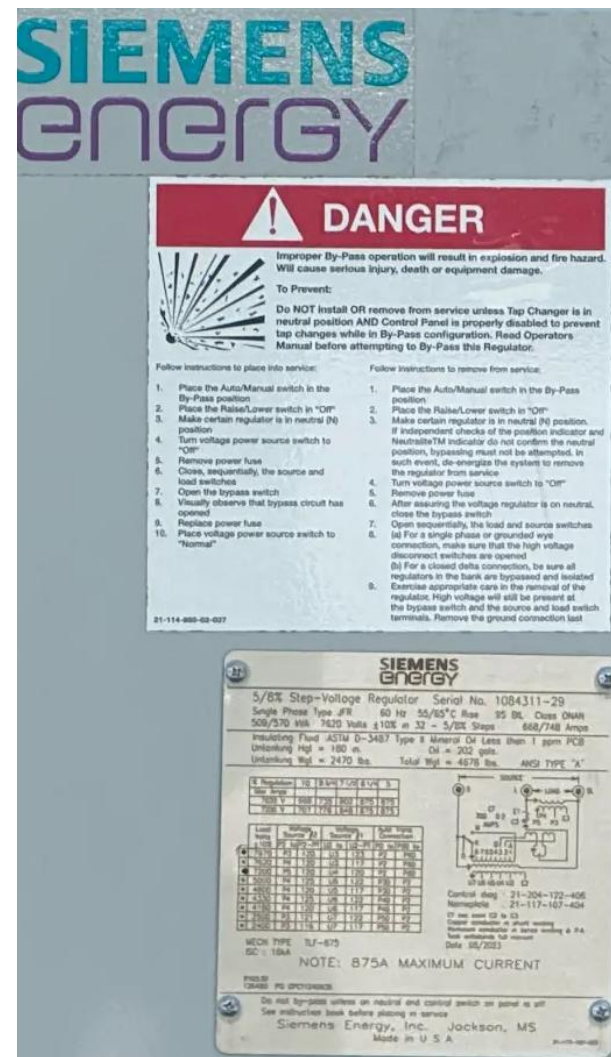 SIEMENS
energy
DANGER
Improper By-Pass operation will result in explosion and fire hazard.
Will cause serious injury, death or equipment damage.
To Prevent:
Do NOT Install OR remove from service unless Tap Changer is in
neutral position AND Control Panel is properly disabled to prevent
tap changes while in By-Pass configuration. Read Operators
Manual before attempting to By-Pass this Regulator.
Follow instructions to place into service:
1. Place the Auto/Manual switch in the
By-Pass position
2. Place the Raise/Lower switch in "Off"
3. Make certain regulator is in neutral (N)
position
4. Turn voltage power source switch to
"Off"
5. Remove power fuse
6. Close, sequentially, the source and
load switches
7. Open the bypass switch
8. Visually observe that bypass circuit has
opened
9. Replace power fuse
10. Place voltage power source switch to
"Normal"
Follow instructions to remove from service:
1. Place the Auto/Manual switch in the By-Pass
position
2. Place the Raise/Lower switch in "Off"
3. Make certain regulator is in neutral (N) position.
If independent checks of the position indicator and
NeutraliteTM indicator do not confirm the neutral
position, bypassing must not be attempted. In
such event, de-energize the system to remove
the regulator from service
4. Turn voltage power source switch to "Off"
5. Remove power fuse
6. After assuring the voltage regulator is on neutral,
close the bypass switch
7. Open sequentially, the load and source switches
8. (a) For a single phase or grounded wye
connection, make sure that the high voltage
disconnect switches are opened
(b) For a closed delta connection, be sure all
regulators in the bank are bypassed and isolated
9. Exercise appropriate care in the removal of the
regulator. High voltage will still be present at
the bypass switch and the source and load switch
terminals. Remove the ground connection last
SIEMENS
energy
5/8% Step-Voltage Regulator Serial No. 1084311-29
Single Phase Type JFR 60 Hz 55/65°C Rise 95 BIL Class ONAN
509/570 kVA 7620 Volts ±10% in 32 - 5/8% Steps 668/748 Amps
Insulating Fluid ASTM D-3487 Type II Mineral Oil Less than 1 ppm PCB
Untanking Hgt = 180 in. Oil = 202 gals.
Untanking Wgt = 2470 lbs. Total Wgt = 4678 lbs. ANSI TYPE "A"
SOURCE
LOAD
Control diag : 21-204-122-406
Nameplate : 21-117-107-404
Date 05/2023
MECH TYPE TLF-875
NOTE: 875A MAXIMUM CURRENT
Do not by-pass unless on neutral and control switch on panel is off
See instruction book before placing in service
Siemens Energy, Inc. Jackson, MS
Made in U S A